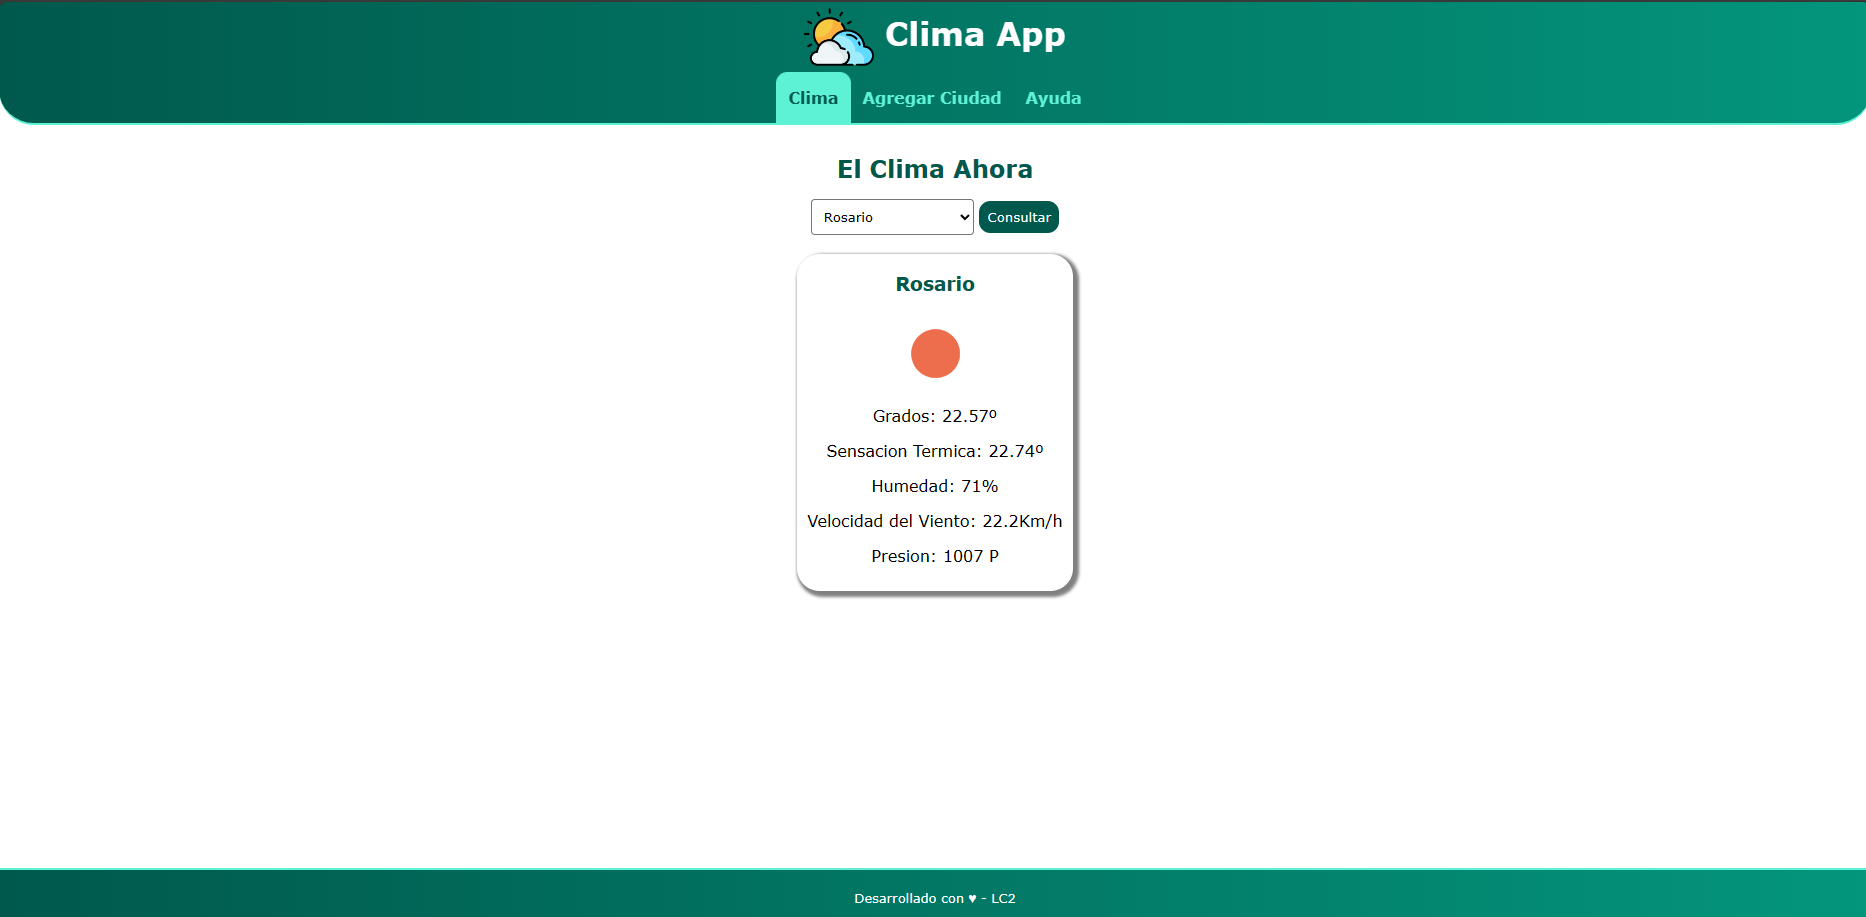 Clima App
Clima Agregar Ciudad Ayuda
El Clima Ahora
Rosario Consultar
Rosario
Grados: 22.57º
Sensacion Termica: 22.74º
Humedad: 71%
Velocidad del Viento: 22.2Km/h
Presion: 1007 P
Desarrollado con ♥ - LC2